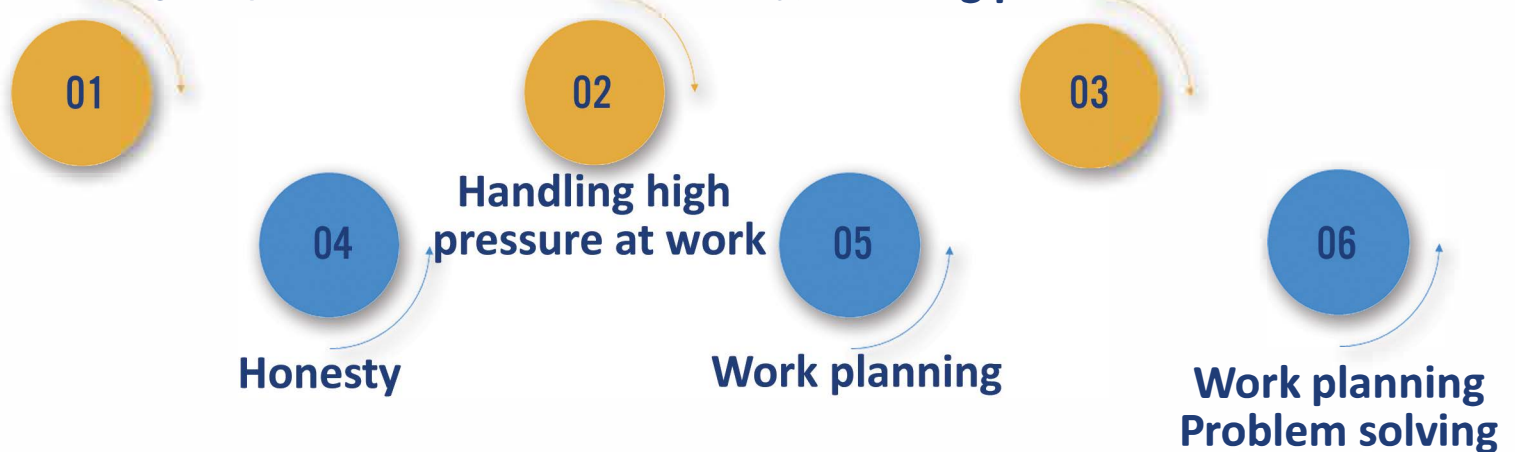 01
02
03
Handling high
pressure at work
04
05
06
Honesty
Work planning
Work planning
Problem solving